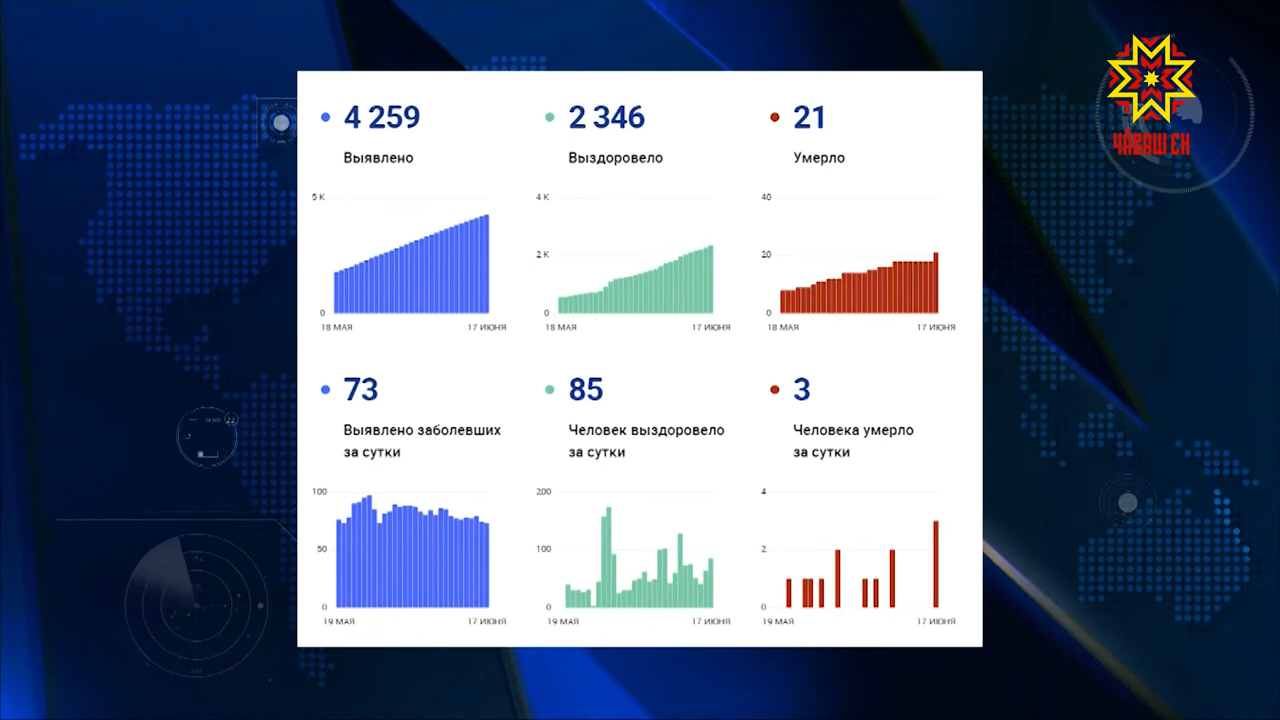 4 259
Выявлено
2 346
Выздоровело
21
Умерло
ЧӐВАШ ЕН
5 K
0
18 МАЯ
17 ИЮНЯ
4 K
2 K
0
18 МАЯ
17 ИЮНЯ
40
20
0
18 МАЯ
17 ИЮНЯ
73
Выявлено заболевших
за сутки
85
Человек выздоровело
за сутки
3
Человека умерло
за сутки
100
50
0
19 МАЯ
17 ИЮНЯ
200
100
0
19 МАЯ
17 ИЮНЯ
4
2
0
19 МАЯ
17 ИЮНЯ